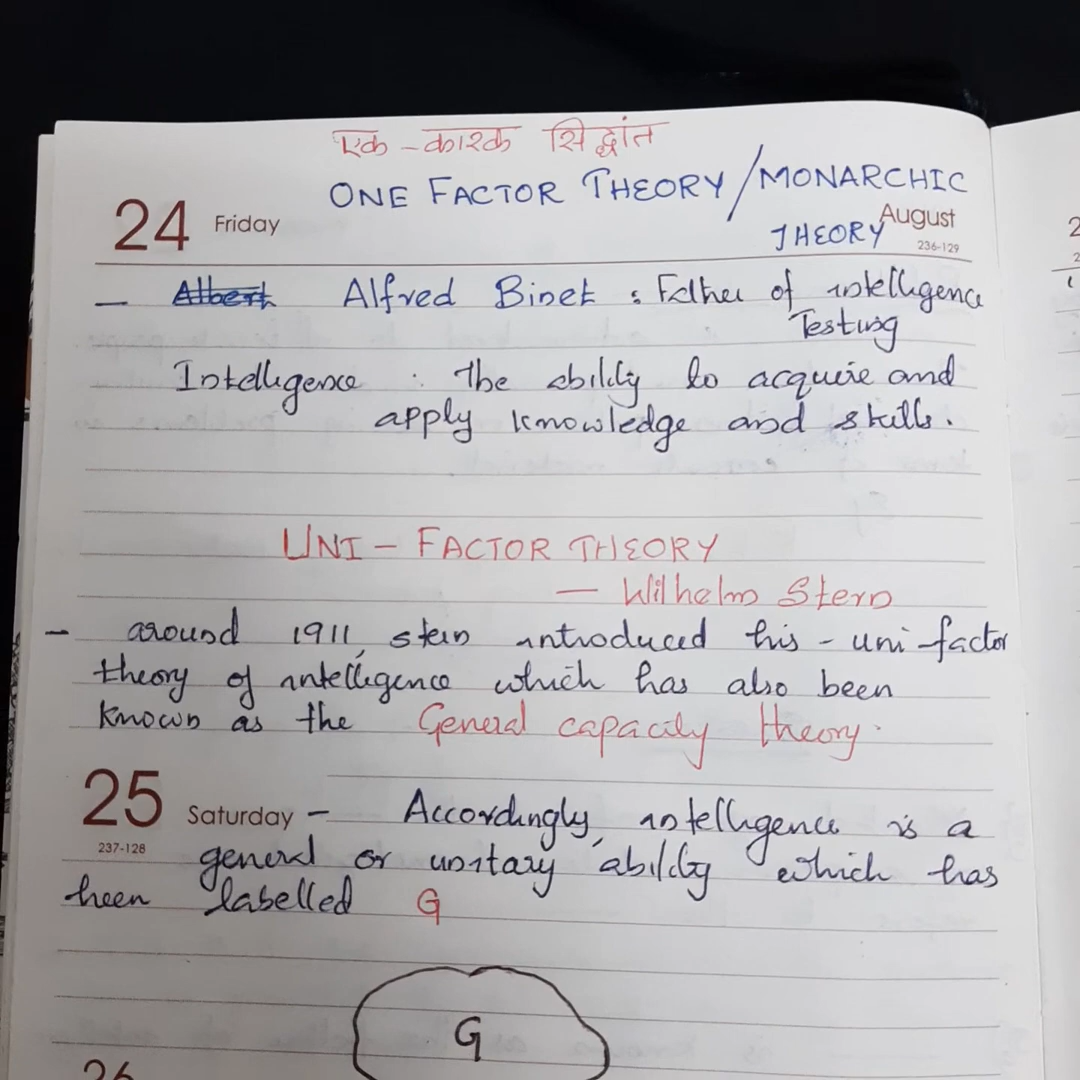 एक-कारक सिद्धांत
ONE FACTOR THEORY / MONARCHIC
THEORY
24 Friday
August
236-129
- Albert Alfred Binet : Father of intelligence
Testing
Intelligence : The ability to acquire and
apply knowledge and skills.
UNI - FACTOR THEORY
- Wilhelm Stern
- around 1911, stern introduced his - uni-factor
theory of intelligence which has also been
known as the General capacity theory.
25 Saturday - Accordingly, intelligence is a
237-128
general or unitary ability which has
been labelled G
G
26